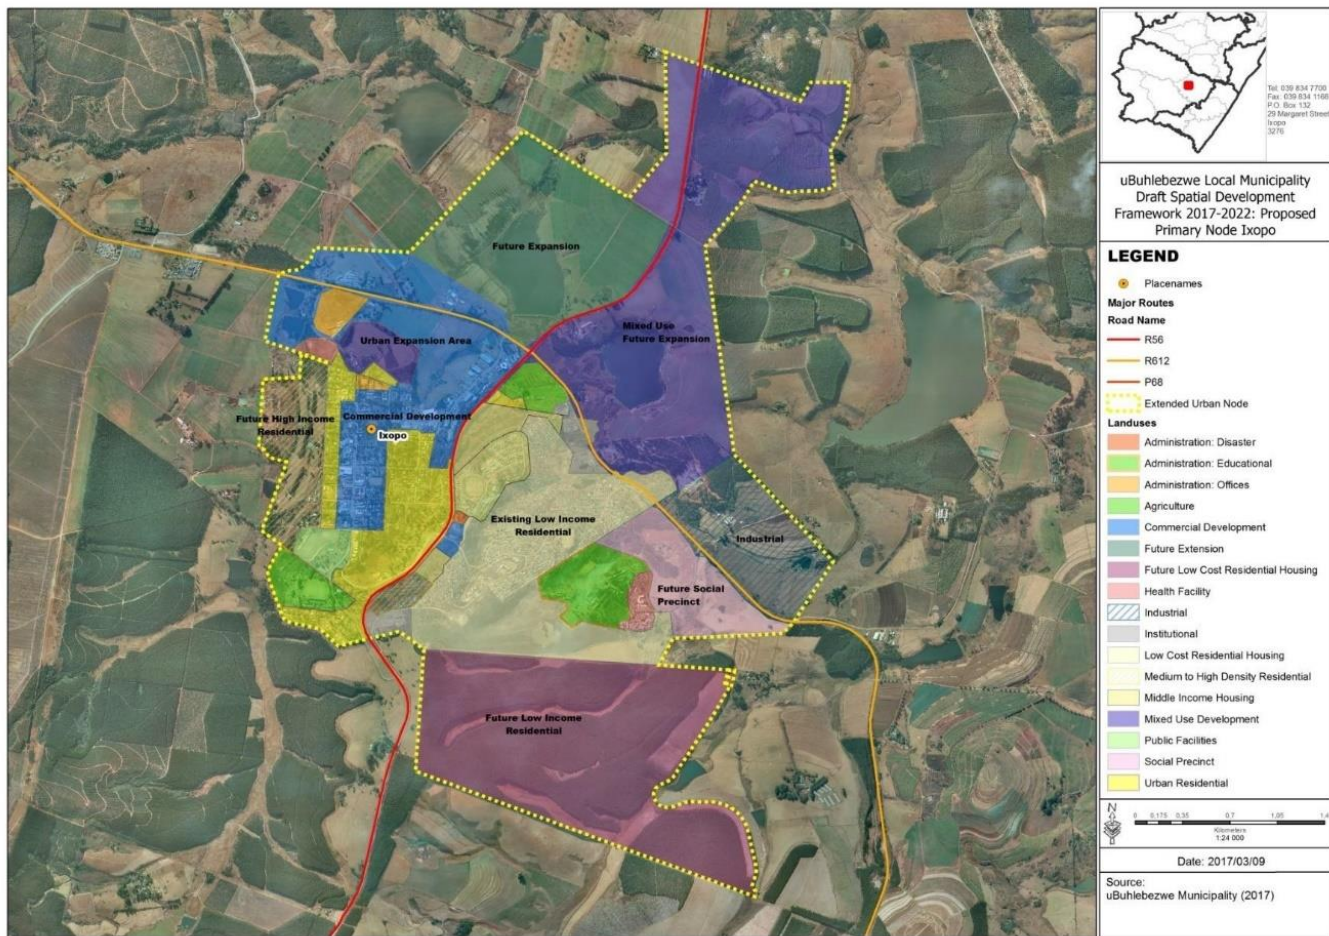 Future Expansion
Mixed Use
Future Expansion
Urban Expansion Area
Future High Income
Residential
Commercial Development
Ixopo
Existing Low Income
Residential
Industrial
Future Social
Precinct
Future Low Income
Residential
Tel: 039 834 7700
Fax: 039 834 1168
P.O. Box 132
29 Margaret Street
Ixopo
3276
uBuhlebezwe Local Municipality
Draft Spatial Development
Framework 2017-2022: Proposed
Primary Node Ixopo
LEGEND
Placenames
Major Routes
Road Name
R56
R612
P68
Extended Urban Node
Landuses
Administration: Disaster
Administration: Educational
Administration: Offices
Agriculture
Commercial Development
Future Extension
Future Low Cost Residential Housing
Health Facility
Industrial
Institutional
Low Cost Residential Housing
Medium to High Density Residential
Middle Income Housing
Mixed Use Development
Public Facilities
Social Precinct
Urban Residential
N
0 0,175 0,35 0,7 1,05 1,4
Kilometers
1:24 000
Date: 2017/03/09
Source:
uBuhlebezwe Municipality (2017)